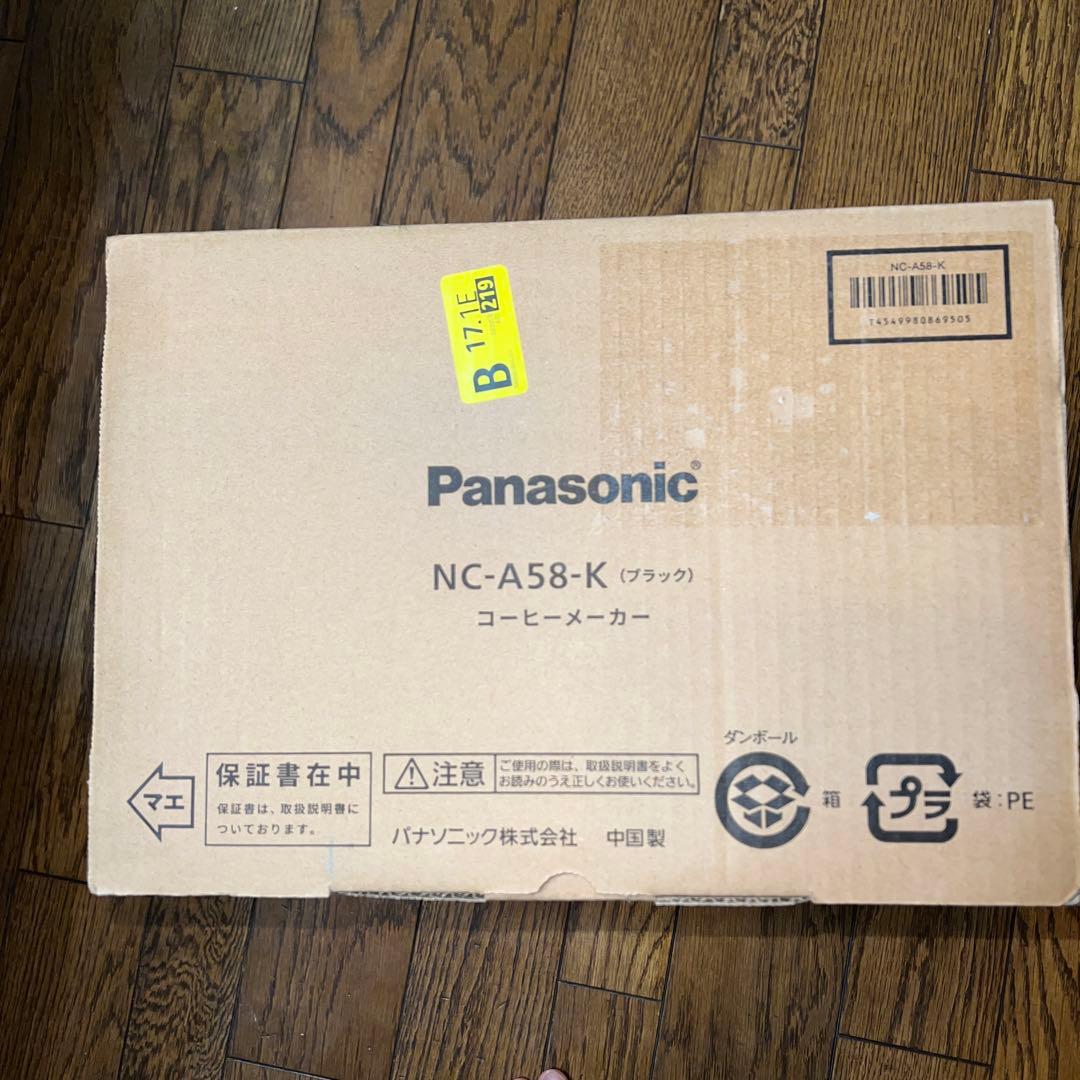 NC-A58-K
T4549980869505
B 17.1E
219
Panasonic®
NC-A58-K（ブラック）
コーヒーメーカー
マエ
保証書在中
保証書は、取扱説明書に
ついております。
注意
ご使用の際は、取扱説明書をよく
お読みのうえ正しくお使いください。
パナソニック株式会社　中国製
ダンボール
箱
プラ
袋：PE